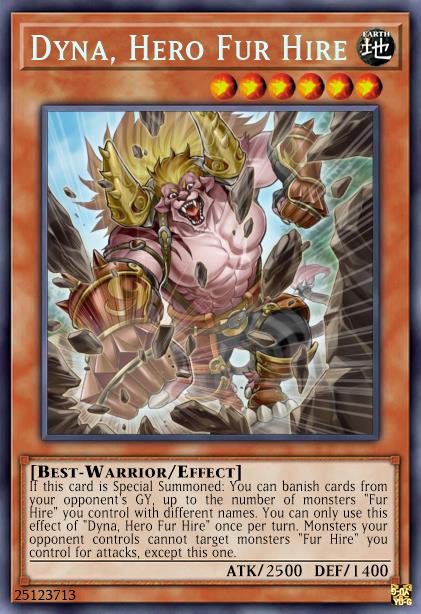 DYNA, HERO FUR HIRE
EARTH
地
[BEST-WARRIOR/EFFECT]
If this card is Special Summoned: You can banish cards from
your opponent's GY, up to the number of monsters "Fur
Hire" you control with different names. You can only use this
effect of "Dyna, Hero Fur Hire" once per turn. Monsters your
opponent controls cannot target monsters "Fur Hire" you
control for attacks, except this one.
ATK/2500 DEF/1400
25123713